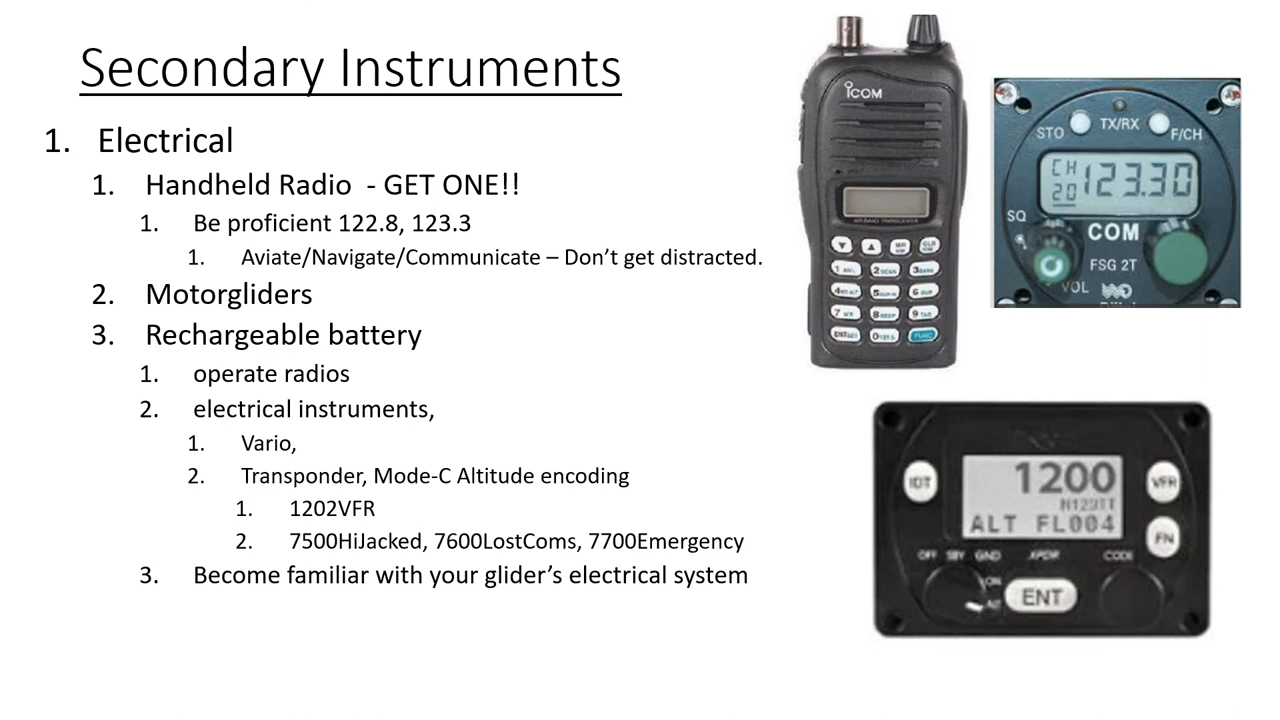 Secondary Instruments
1. Electrical
1. Handheld Radio - GET ONE!!
1. Be proficient 122.8, 123.3
1. Aviate/Navigate/Communicate – Don't get distracted.
2. Motorgliders
3. Rechargeable battery
1. operate radios
2. electrical instruments,
1. Vario,
2. Transponder, Mode-C Altitude encoding
1. 1202VFR
2. 7500HiJacked, 7600LostComs, 7700Emergency
3. Become familiar with your glider's electrical system
ICOM
STO TX/RX F/CH
CH 20 123.30
SQ
COM
FSG 2T
VOL
1200
IDT VFR
ALT FL004
FN
OFF SBY GND XPDR CODE
ON
ALT
ENT